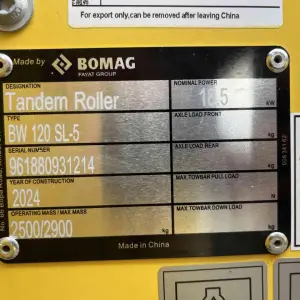 For export only,can be removed after leaving China
Made by BOMAG
FAYAT GROUP
DESIGNATION
Tandem Roller
NOMINAL POWER
kW
TYPE
BW 120 SL-5
AXLE LOAD FRONT
kg
SERIAL NUMBER
961880931214
AXLE LOAD REAR
kg
YEAR OF CONSTRUCTION
2024
MAX TOWBAR PULL LOAD
N
OPERATING MASS / MAX MASS
2500/2900
MAX. TOWBAR DOWN LOAD
kg
Made in China